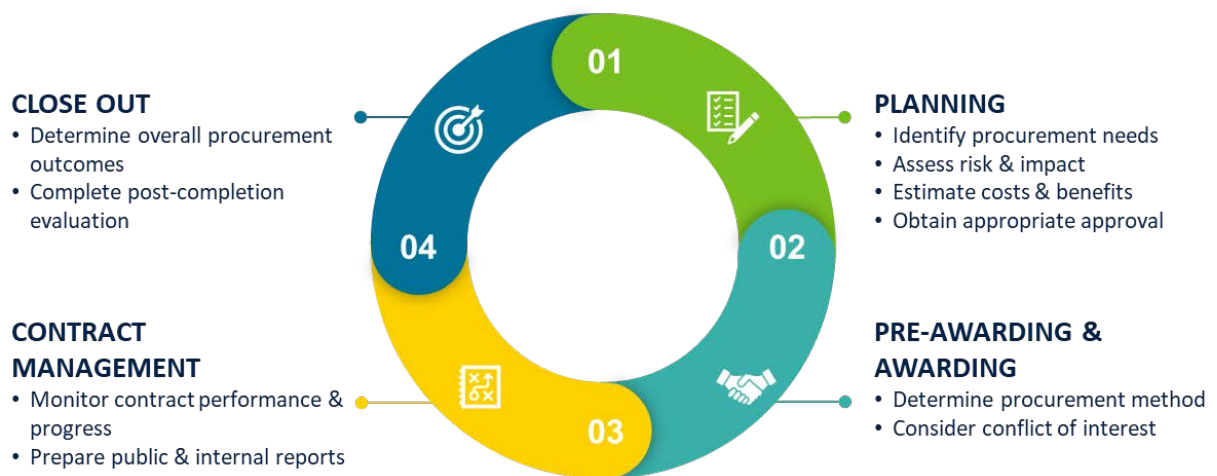 01
PLANNING
• Identify procurement needs
• Assess risk & impact
• Estimate costs & benefits
• Obtain appropriate approval
02
PRE-AWARDING &
AWARDING
• Determine procurement method
• Consider conflict of interest
03
CONTRACT
MANAGEMENT
• Monitor contract performance &
progress
• Prepare public & internal reports
04
CLOSE OUT
• Determine overall procurement
outcomes
• Complete post-completion
evaluation